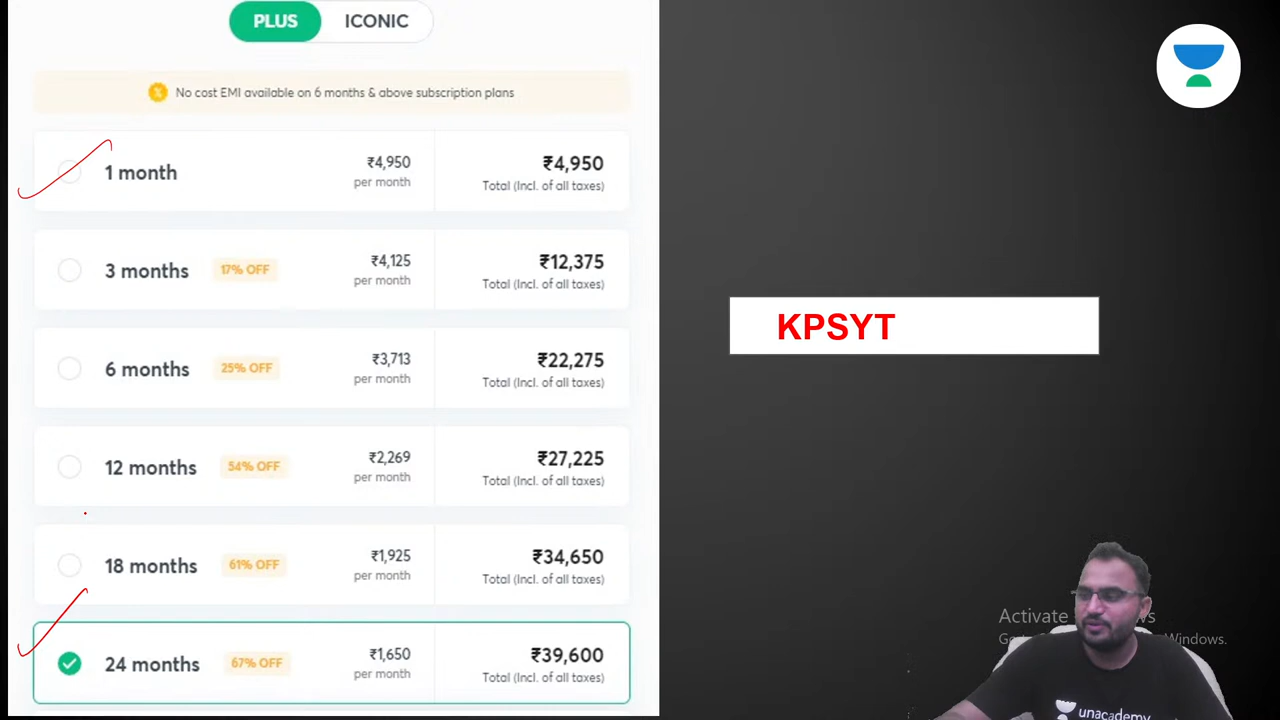 PLUS ICONIC
No cost EMI available on 6 months & above subscription plans
1 month ₹4,950 per month ₹4,950 Total (Incl. of all taxes)
3 months 17% OFF ₹4,125 per month ₹12,375 Total (Incl. of all taxes)
6 months 25% OFF ₹3,713 per month ₹22,275 Total (Incl. of all taxes)
12 months 54% OFF ₹2,269 per month ₹27,225 Total (Incl. of all taxes)
18 months 61% OFF ₹1,925 per month ₹34,650 Total (Incl. of all taxes)
24 months 67% OFF ₹1,650 per month ₹39,600 Total (Incl. of all taxes)
KPSYT
Activate
Windows.
unacademy